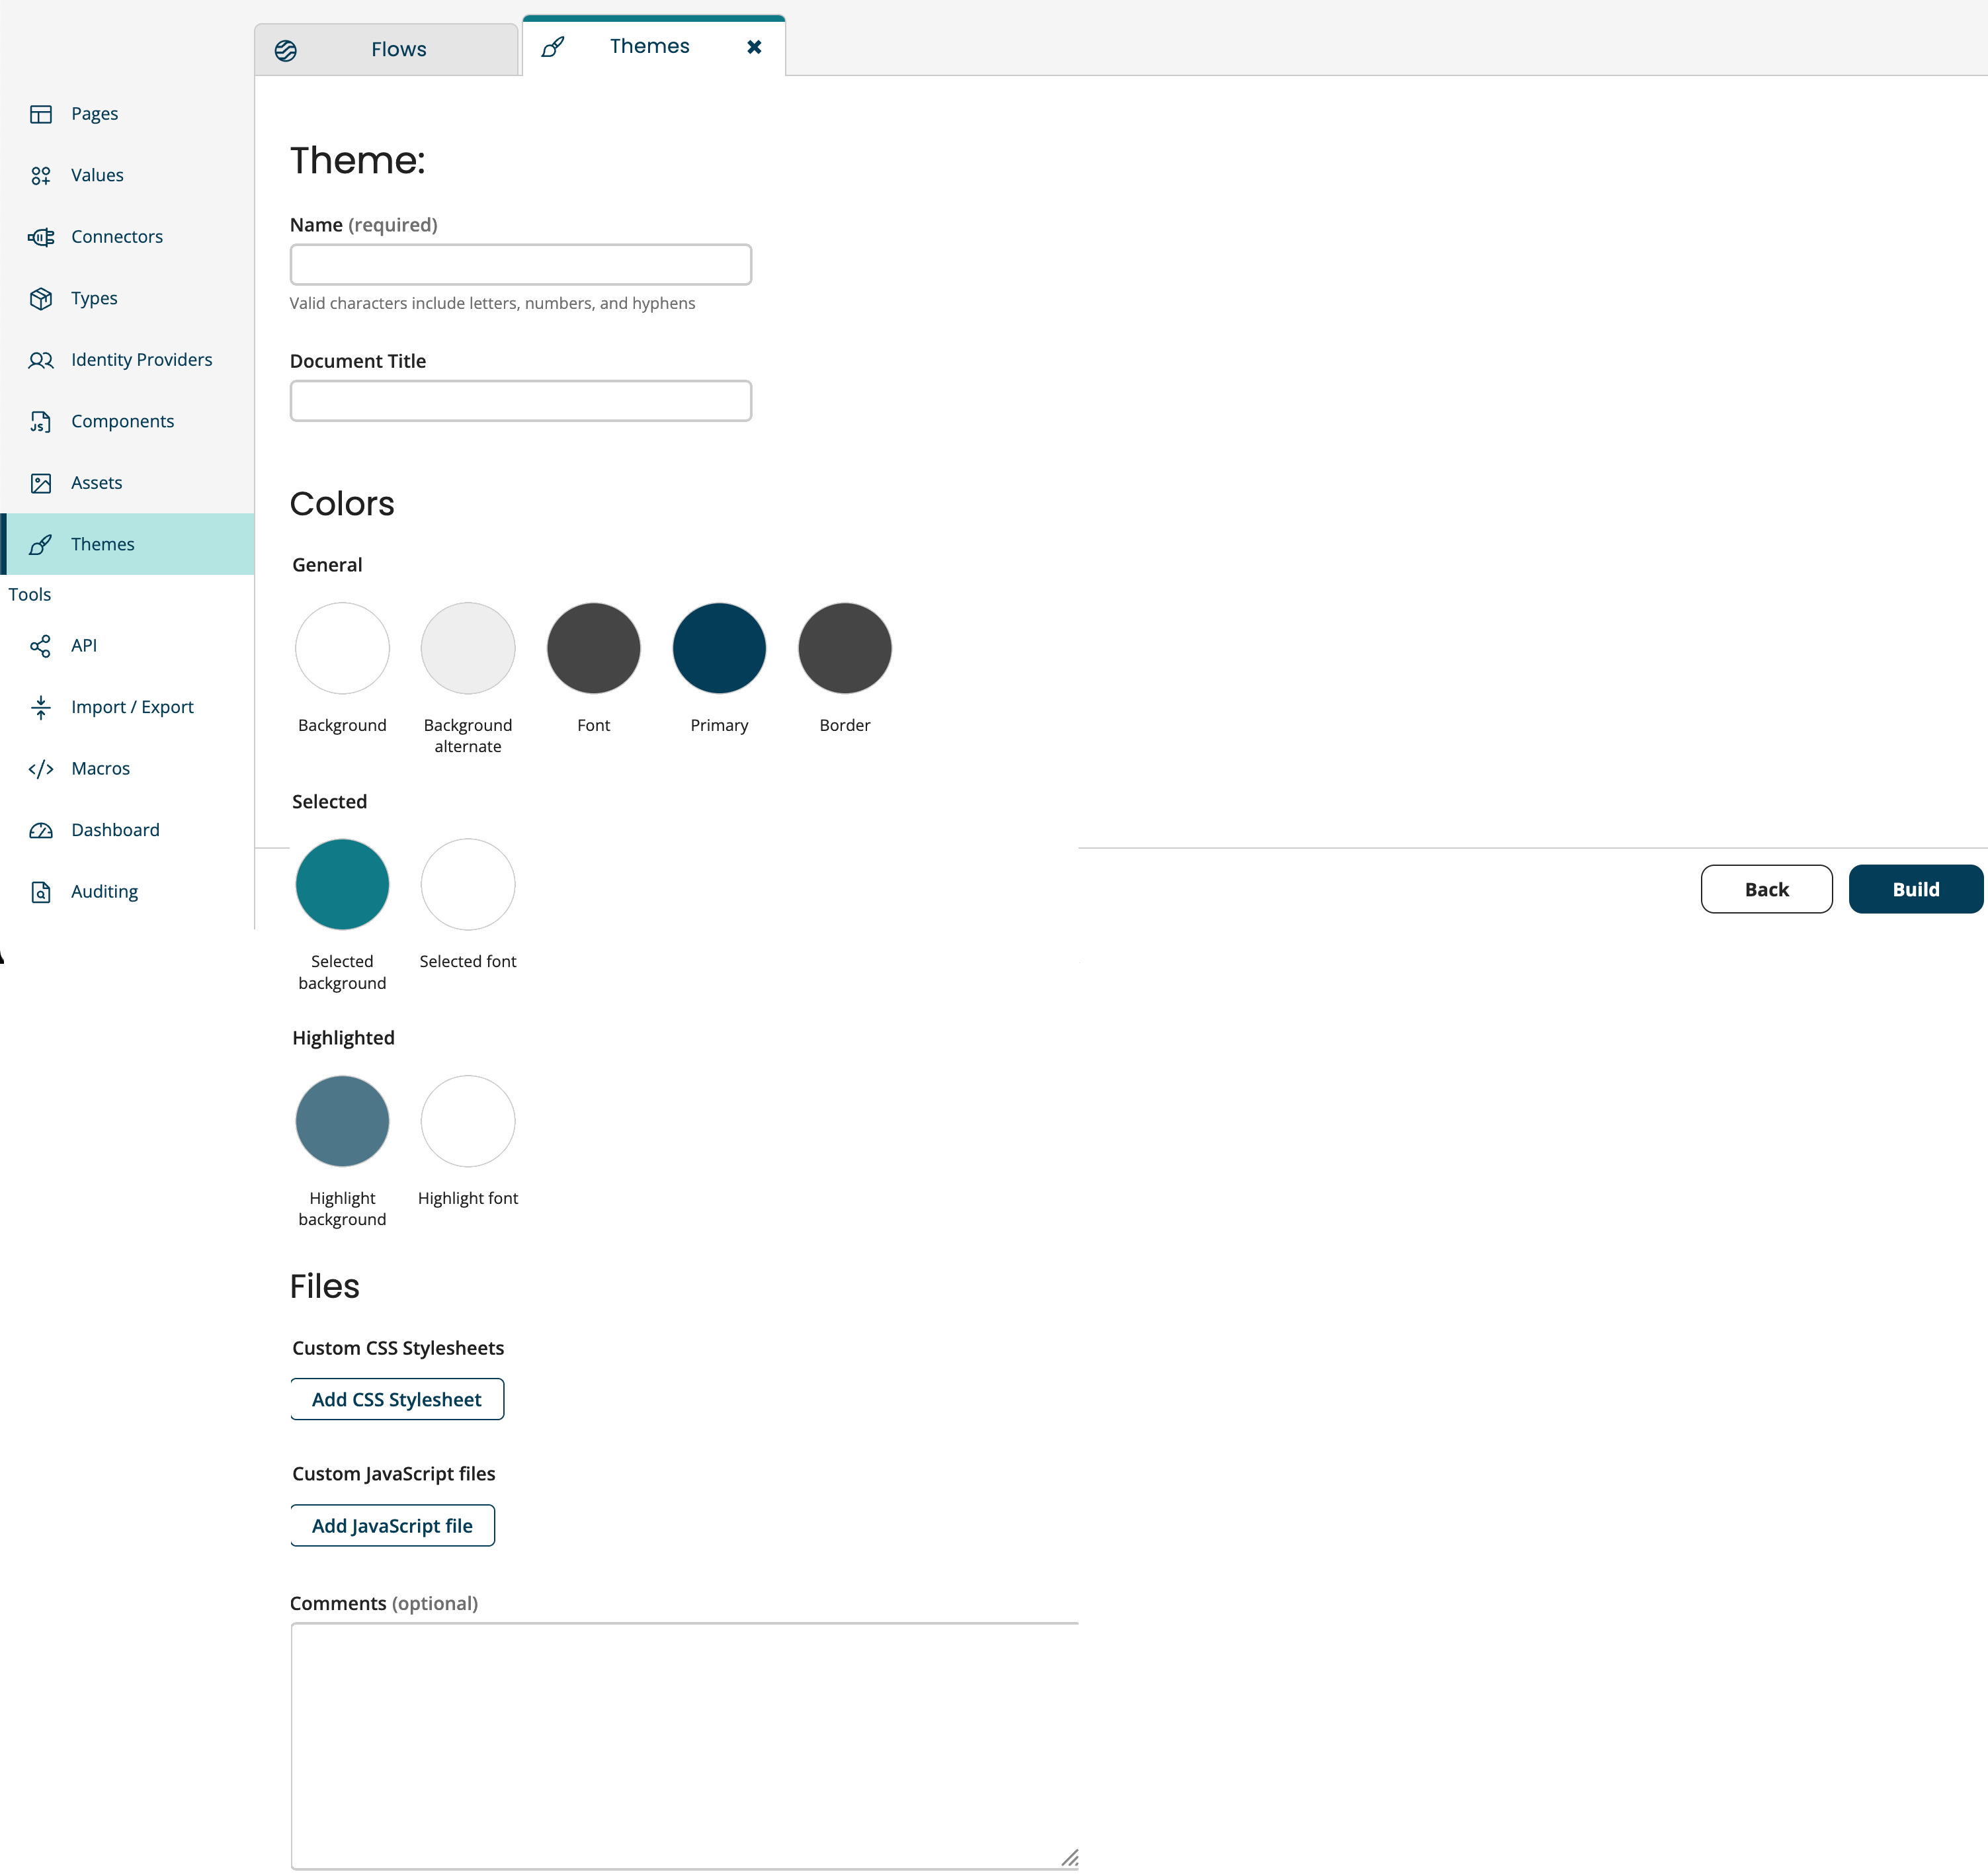 Flows
Themes
Pages
Values
Connectors
Types
Identity Providers
Components
Assets
Themes
Tools
API
Import / Export
Macros
Dashboard
Auditing
Theme:
Name (required)
Valid characters include letters, numbers, and hyphens
Document Title
Colors
General
Background
Background
alternate
Font
Primary
Border
Selected
Selected
background
Selected font
Highlighted
Highlight
background
Highlight font
Files
Custom CSS Stylesheets
Add CSS Stylesheet
Custom JavaScript files
Add JavaScript file
Comments (optional)
Back
Build